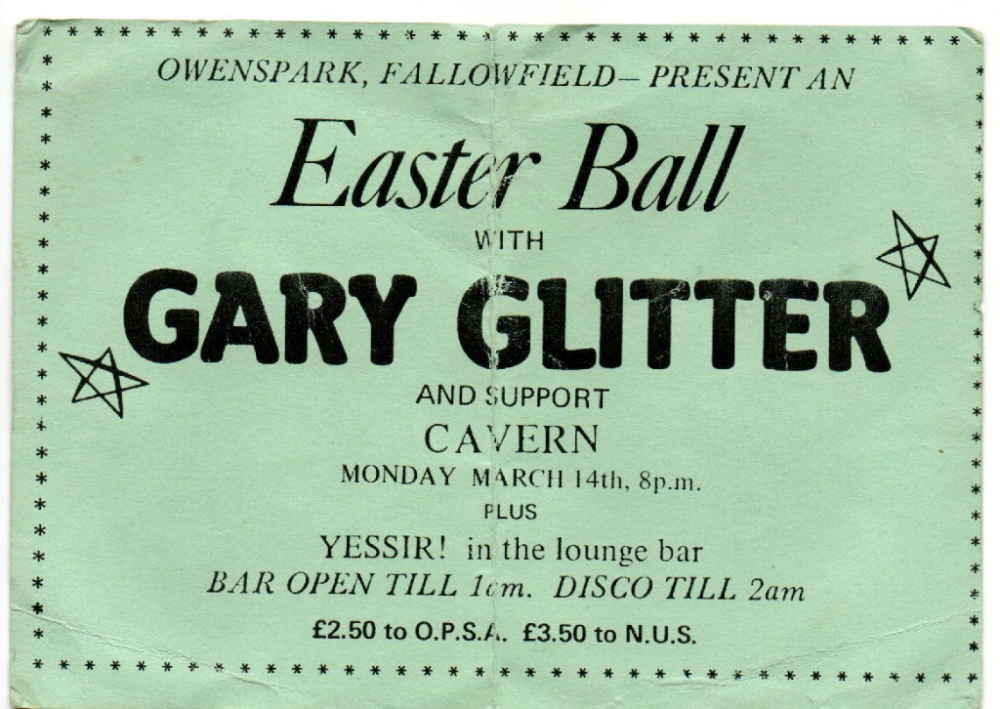 OWENSPARK, FALLOWFIELD— PRESENT AN
Easter Ball
WITH
GARY GLITTER
AND SUPPORT
CAVERN
MONDAY MARCH 14th, 8p.m.
PLUS
YESSIR! in the lounge bar
BAR OPEN TILL 1am. DISCO TILL 2am
£2.50 to O.P.S.A. £3.50 to N.U.S.